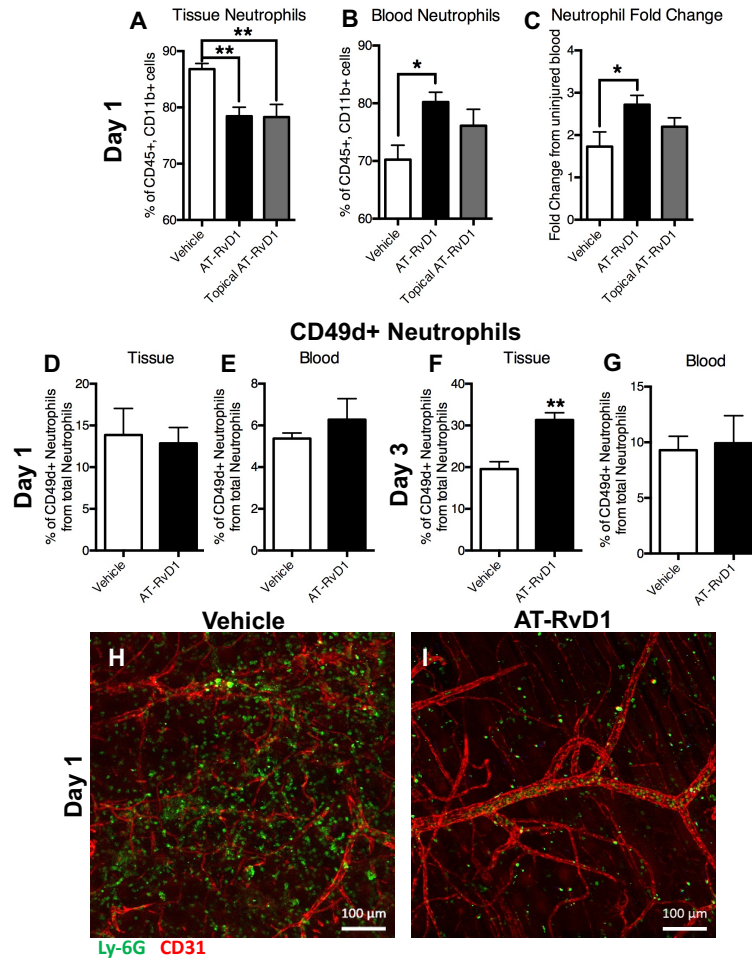 A Tissue Neutrophils
B Blood Neutrophils
C Neutrophil Fold Change
Day 1
% of CD45+, CD11b+ cells
90
80
70
60
**
**
Vehicle
AT-RvD1
Topical AT-RvD1
% of CD45+, CD11b+ cells
90
80
70
60
*
Vehicle
AT-RvD1
Topical AT-RvD1
Fold Change from uninjured blood
4
3
2
1
0
*
Vehicle
AT-RvD1
Topical AT-RvD1
CD49d+ Neutrophils
D Tissue
E Blood
F Tissue
G Blood
Day 1
% of CD49d+ Neutrophils
from total Neutrophils
20
15
10
5
0
Vehicle
AT-RvD1
% of CD49d+ Neutrophils
from total Neutrophils
8
6
4
2
0
Vehicle
AT-RvD1
Day 3
% of CD49d+ Neutrophils
from total Neutrophils
40
30
20
10
0
**
Vehicle
AT-RvD1
% of CD49d+ Neutrophils
from total Neutrophils
15
10
5
0
Vehicle
AT-RvD1
Vehicle
AT-RvD1
Day 1
H
100 µm
I
100 µm
Ly-6G CD31